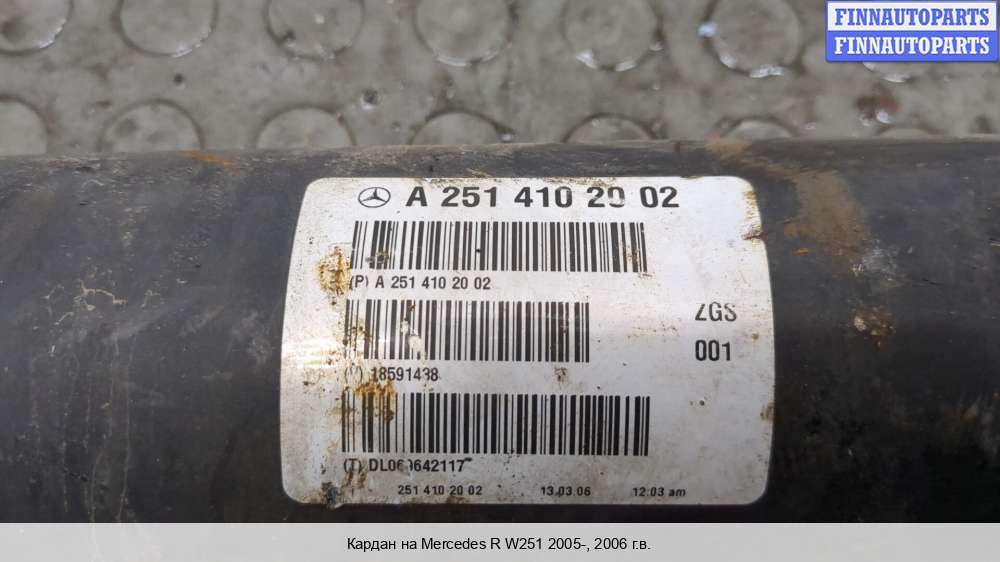 FINNAUTOPARTS
FINNAUTOPARTS
A 251 410 20 02
(P) A 251 410 20 02
ZGS
001
18591438
(T) DL060642117
251 410 20 02 13.03.06 12:03 am
Кардан на Mercedes R W251 2005-, 2006 г.в.